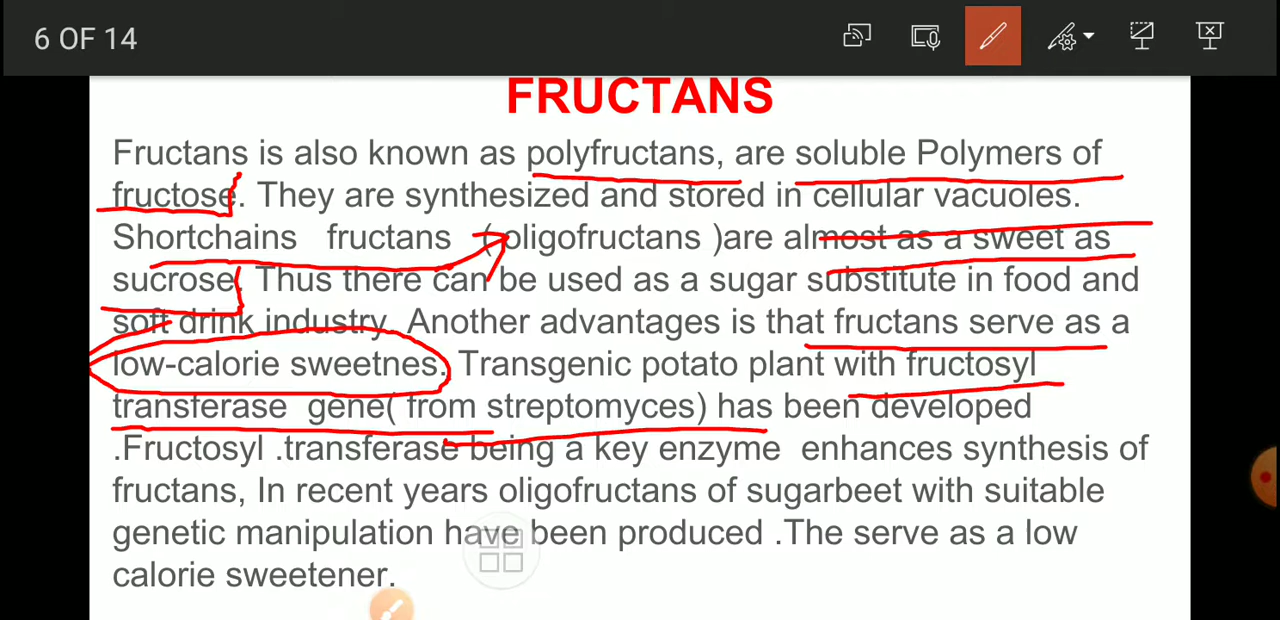 6 OF 14
FRUCTANS
Fructans is also known as polyfructans, are soluble Polymers of
fructose. They are synthesized and stored in cellular vacuoles.
Shortchains fructans ( oligofructans )are almost as a sweet as
sucrose. Thus there can be used as a sugar substitute in food and
soft drink industry. Another advantages is that fructans serve as a
low-calorie sweetnes. Transgenic potato plant with fructosyl
transferase gene( from streptomyces) has been developed
.Fructosyl .transferase being a key enzyme enhances synthesis of
fructans, In recent years oligofructans of sugarbeet with suitable
genetic manipulation have been produced .The serve as a low
calorie sweetener.